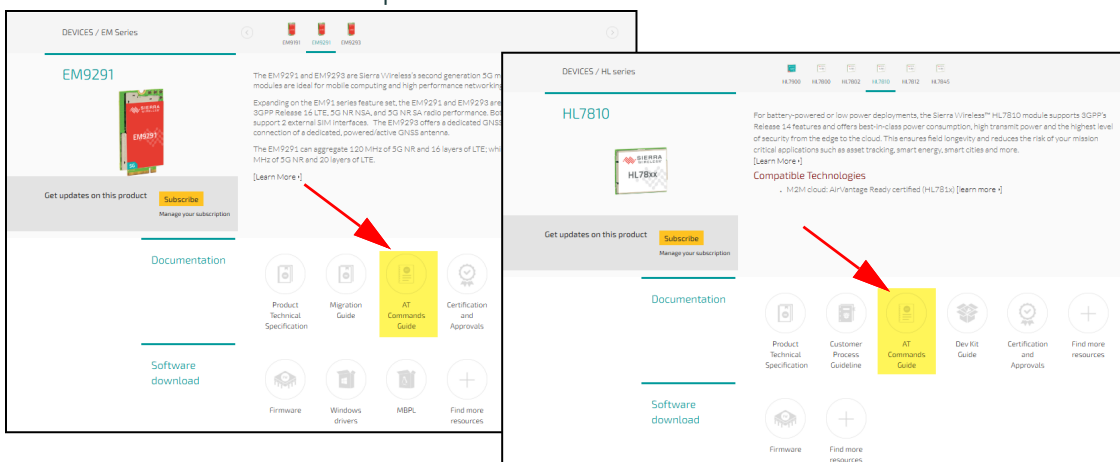 DEVICES / EM Series
EM9191 EM9291 EM9293
EM9291
The EM9291 and EM9293 are Sierra Wireless's second generation 5G m
modules are ideal for mobile computing and high performance networking
Expanding on the EM91 series feature set, the EM9291 and EM9293 are
3GPP Release 16 LTE, 5G NR NSA, and 5G NR SA radio performance. Bot
support 2 external SIM interfaces. The EM9293 offers a dedicated GNSS
connection of a dedicated, powered/active GNSS antenna.
The EM9291 can aggregate 120 MHz of 5G NR and 16 layers of LTE; whi
MHz of 5G NR and 20 layers of LTE.
[Learn More •]
SIERRA
WIRELESS
EM9291
5G
Get updates on this product
Subscribe
Manage your subscription
Documentation
Product
Technical
Specification
Migration
Guide
AT
Commands
Guide
Certification
and
Approvals
Software
download
Firmware
Windows
drivers
MBPL
Find more
resources
DEVICES / HL series
HL7900 HL7800 HL7802 HL7810 HL7812 HL7845
HL7810
For battery-powered or low power deployments, the Sierra Wireless™ HL7810 module supports 3GPP's
Release 14 features and offers best-in-class power consumption, high transmit power and the highest level
of security from the edge to the cloud. This ensures field longevity and reduces the risk of your mission
critical applications such as asset tracking, smart energy, smart cities and more.
[Learn More •]
Compatible Technologies
• M2M cloud: AirVantage Ready certified (HL781x) [learn more •]
SIERRA
WIRELESS
HL78xx
Get updates on this product
Subscribe
Manage your subscription
Documentation
Product
Technical
Specification
Customer
Process
Guideline
AT
Commands
Guide
Dev Kit
Guide
Certification
and
Approvals
Find more
resources
Software
download
Firmware
Find more
resources